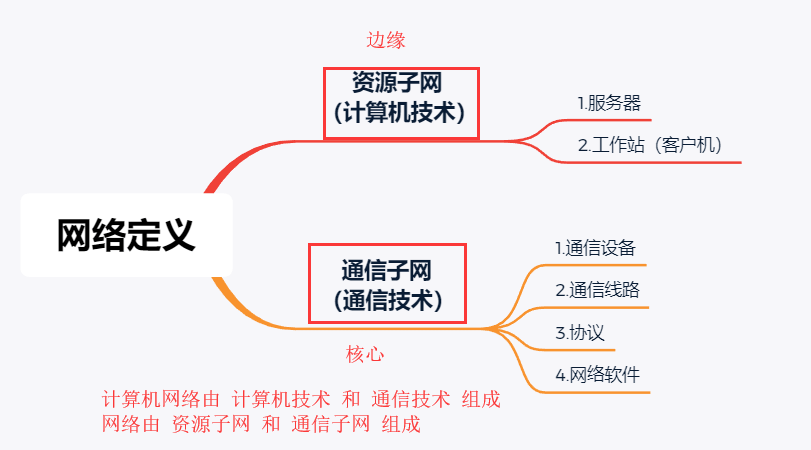 边缘
资源子网
（计算机技术）
1.服务器
2.工作站（客户机）
网络定义
通信子网
（通信技术）
1.通信设备
2.通信线路
3.协议
4.网络软件
核心
计算机网络由 计算机技术 和 通信技术 组成
网络由 资源子网 和 通信子网 组成